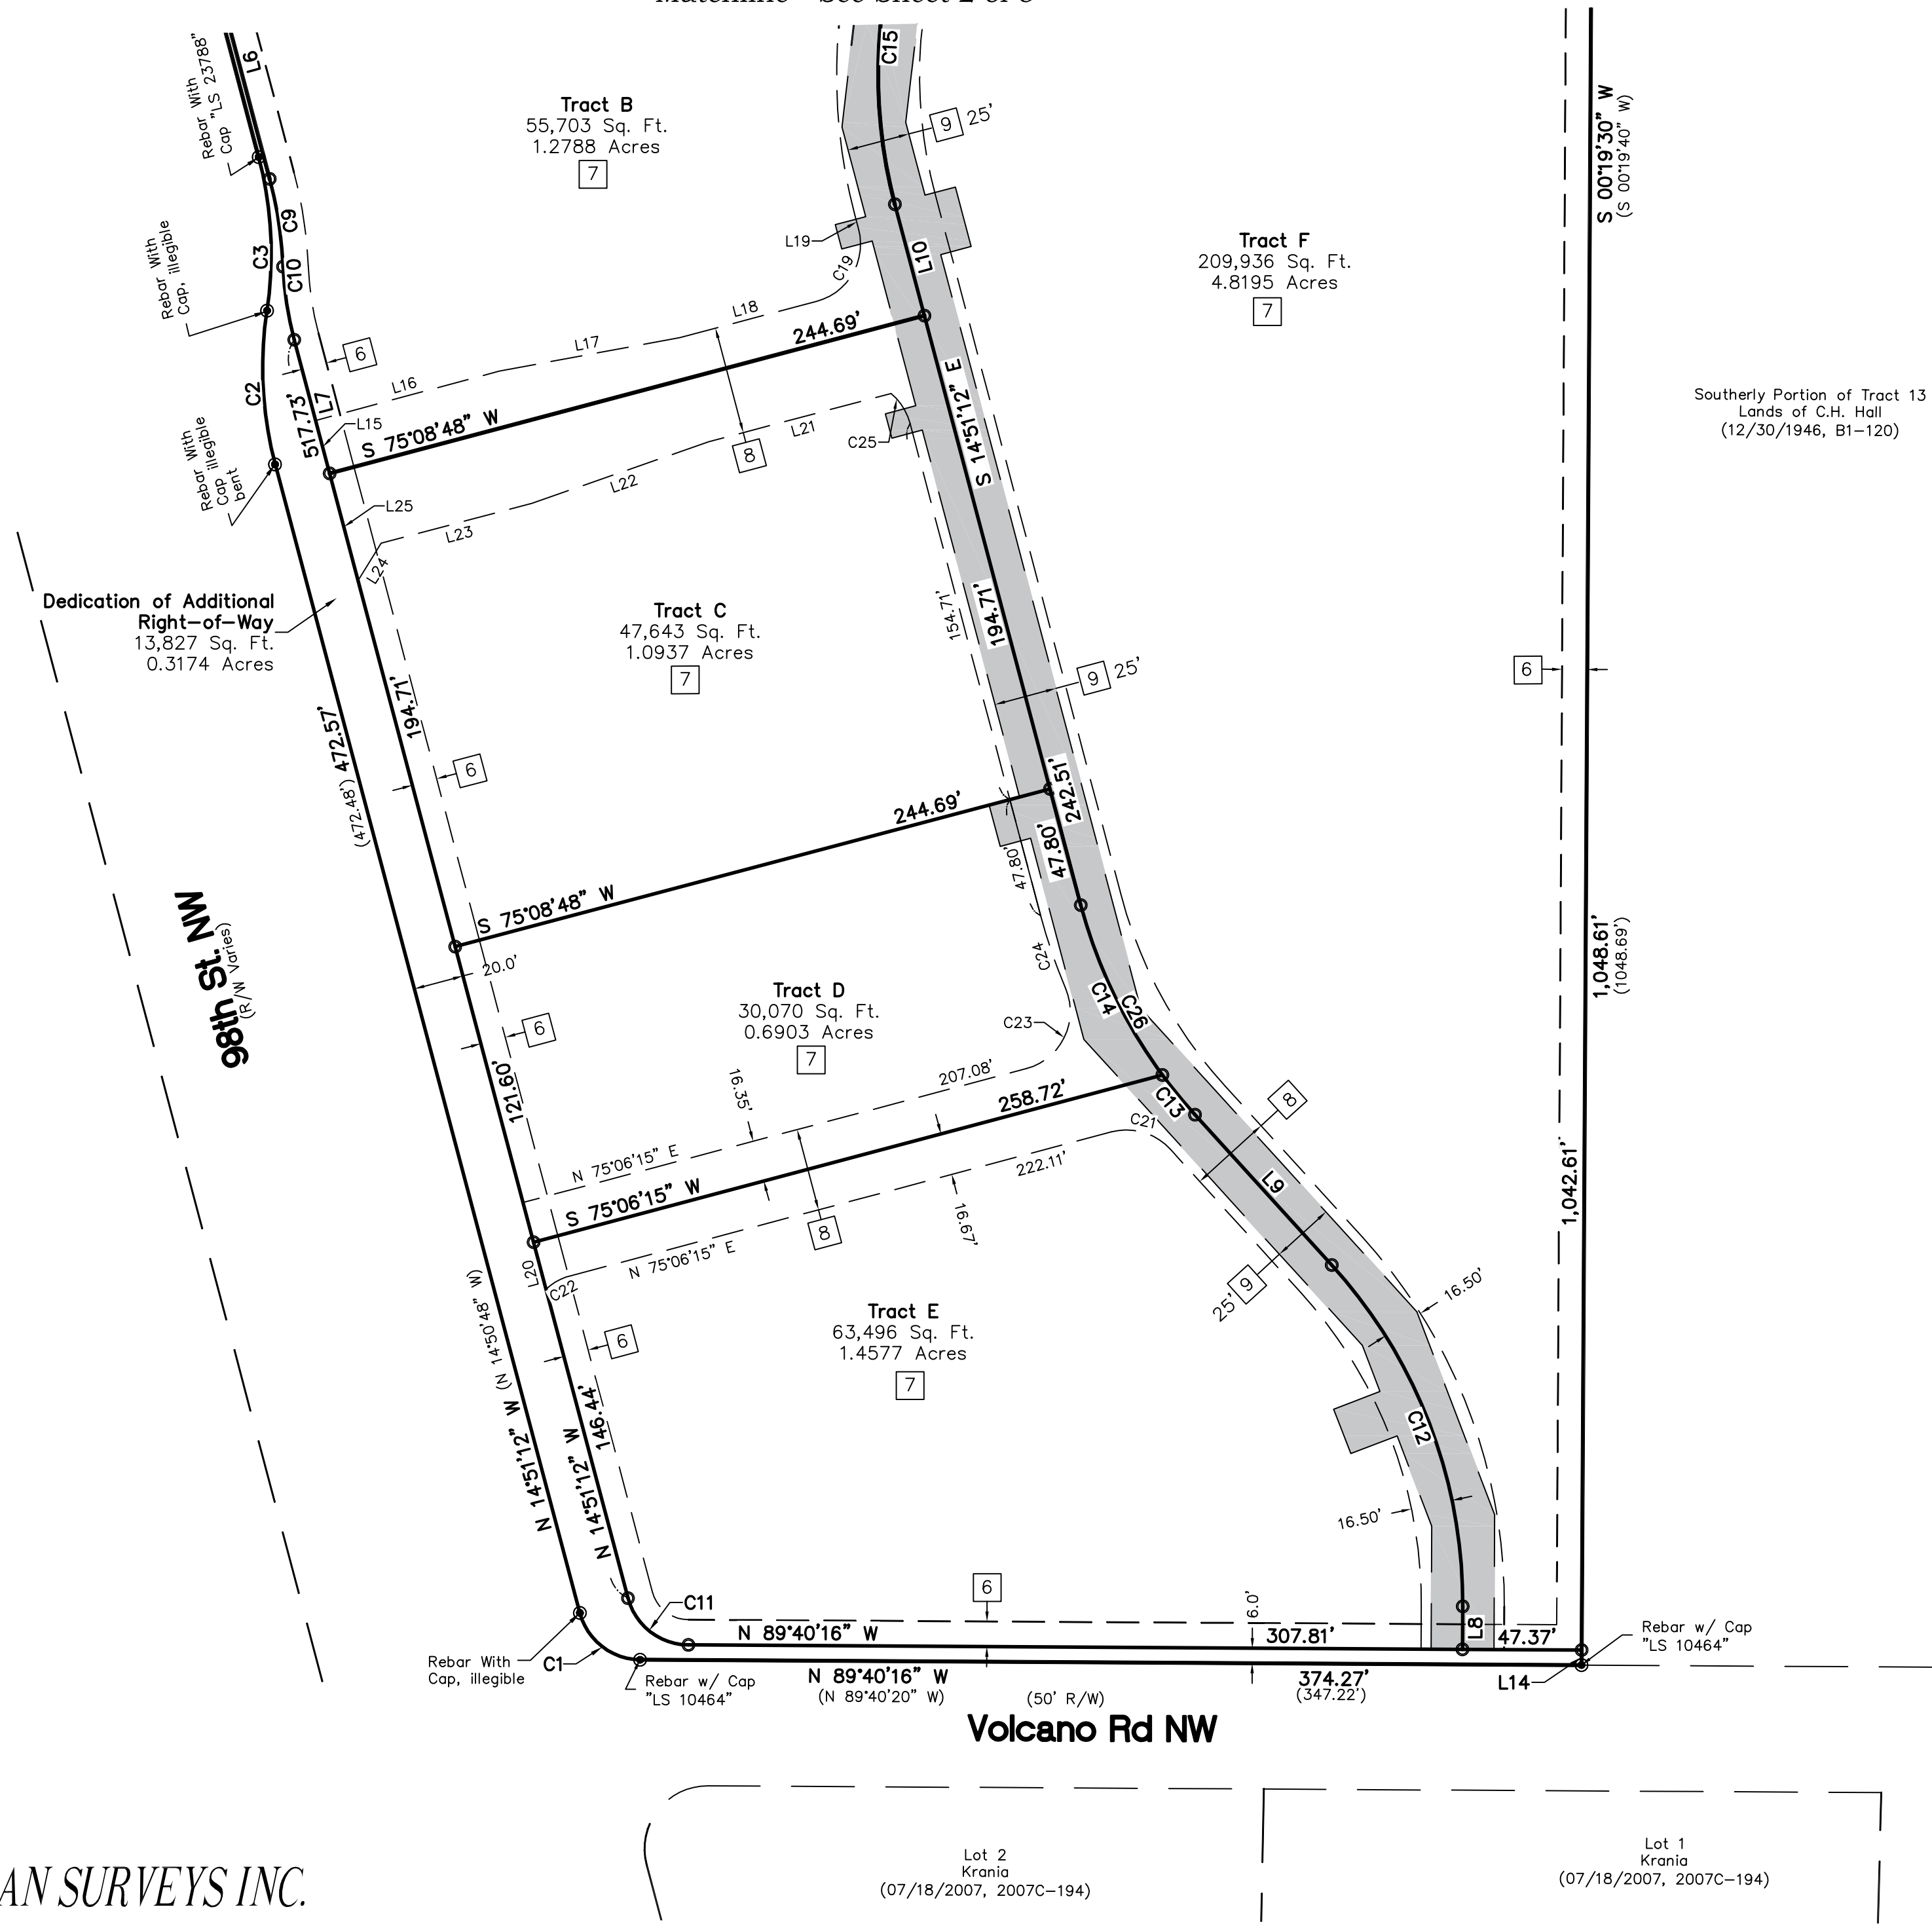 L6
C15
Rebar With
Cap "LS 23788"
Tract B
55,703 Sq. Ft.
1.2788 Acres
7
9 25'
S 00°19'30" W
(S 00°19'40" W)
C9
C3
C10
Rebar With
Cap, illegible
L19
C19
L10
Tract F
209,936 Sq. Ft.
4.8195 Acres
7
L18
244.69'
L17
6
L16
C2
L7
517.73'
L15
S 75°08'48" W
S 14°51'12" E
L21
C25
8
Southerly Portion of Tract 13
Lands of C.H. Hall
(12/30/1946, B1-120)
Rebar With
Cap illegible
bent
L22
L25
L23
L24
Dedication of Additional
Right-of-Way
13,827 Sq. Ft.
0.3174 Acres
Tract C
47,643 Sq. Ft.
1.0937 Acres
7
154.71'
194.71'
9 25'
6
194.71'
(472.48') 472.57'
6
242.51'
244.69'
47.80'
47.80'
S 75°08'48" W
98th St. NW
(R/W Varies)
20.0'
C24
1,048.61'
(1048.69')
Tract D
30,070 Sq. Ft.
0.6903 Acres
7
C14
C26
C23
6
121.60'
16.35'
207.08'
258.72'
C13
8
C21
N 75°06'15" E
S 75°06'15" W
222.11'
1,042.61'
L9
16.67'
8
N 75°06'15" E
L20
C22
9
25'
16.50'
Tract E
63,496 Sq. Ft.
1.4577 Acres
7
6
N 14°51'12" W (N 14°50'48" W)
N 14°51'12" W
146.44'
C12
16.50'
6
6.0'
C11
N 89°40'16" W
307.81'
L8
47.37'
Rebar w/ Cap
"LS 10464"
Rebar With
Cap, illegible
C1
Rebar w/ Cap
"LS 10464"
N 89°40'16" W
(N 89°40'20" W)
(50' R/W)
374.27'
(347.22')
L14
Volcano Rd NW
Lot 2
Krania
(07/18/2007, 2007C-194)
Lot 1
Krania
(07/18/2007, 2007C-194)
AN SURVEYS INC.